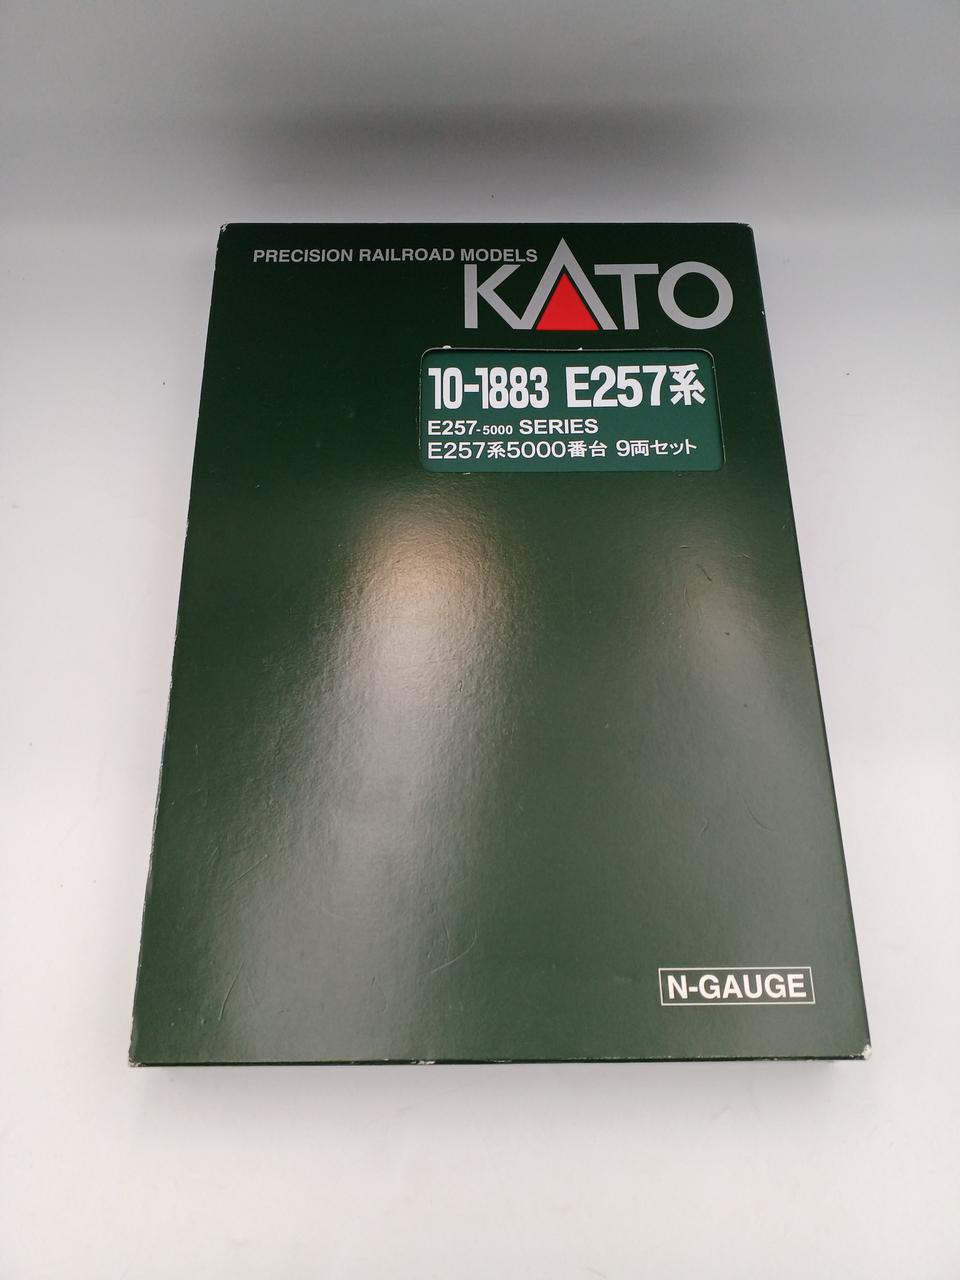 PRECISION RAILROAD MODELS
KATO
10-1883 E257系
E257-5000 SERIES
E257系5000番台 9両セット
N-GAUGE